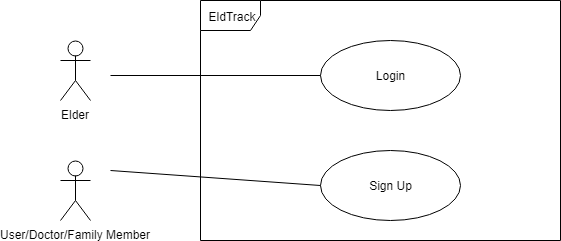 EldTrack
Login
Elder
Sign Up
User/Doctor/Family Member